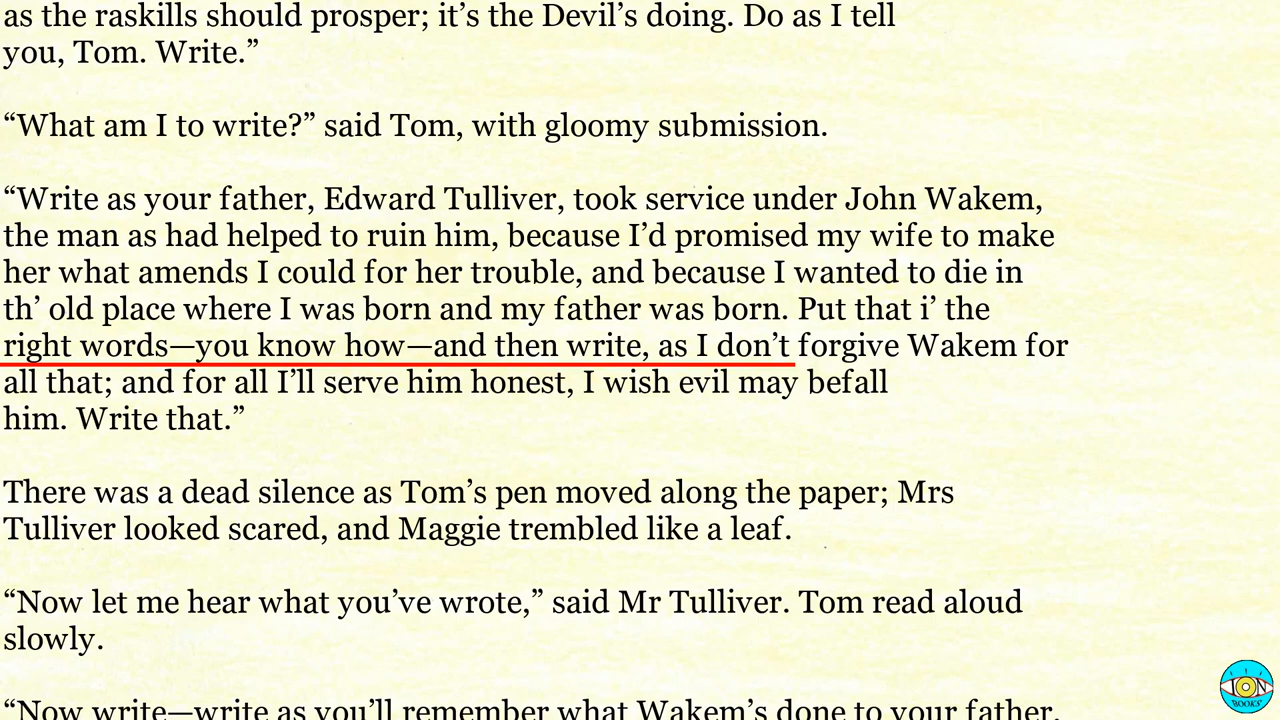 as the raskills should prosper; it’s the Devil’s doing. Do as I tell
you, Tom. Write.”
“What am I to write?” said Tom, with gloomy submission.
“Write as your father, Edward Tulliver, took service under John Wakem,
the man as had helped to ruin him, because I’d promised my wife to make
her what amends I could for her trouble, and because I wanted to die in
th’ old place where I was born and my father was born. Put that i’ the
right words—you know how—and then write, as I don’t forgive Wakem for
all that; and for all I’ll serve him honest, I wish evil may befall
him. Write that.”
There was a dead silence as Tom’s pen moved along the paper; Mrs
Tulliver looked scared, and Maggie trembled like a leaf.
“Now let me hear what you’ve wrote,” said Mr Tulliver. Tom read aloud
slowly.
“Now write—write as you’ll remember what Wakem’s done to your father,
ION
BOOKS